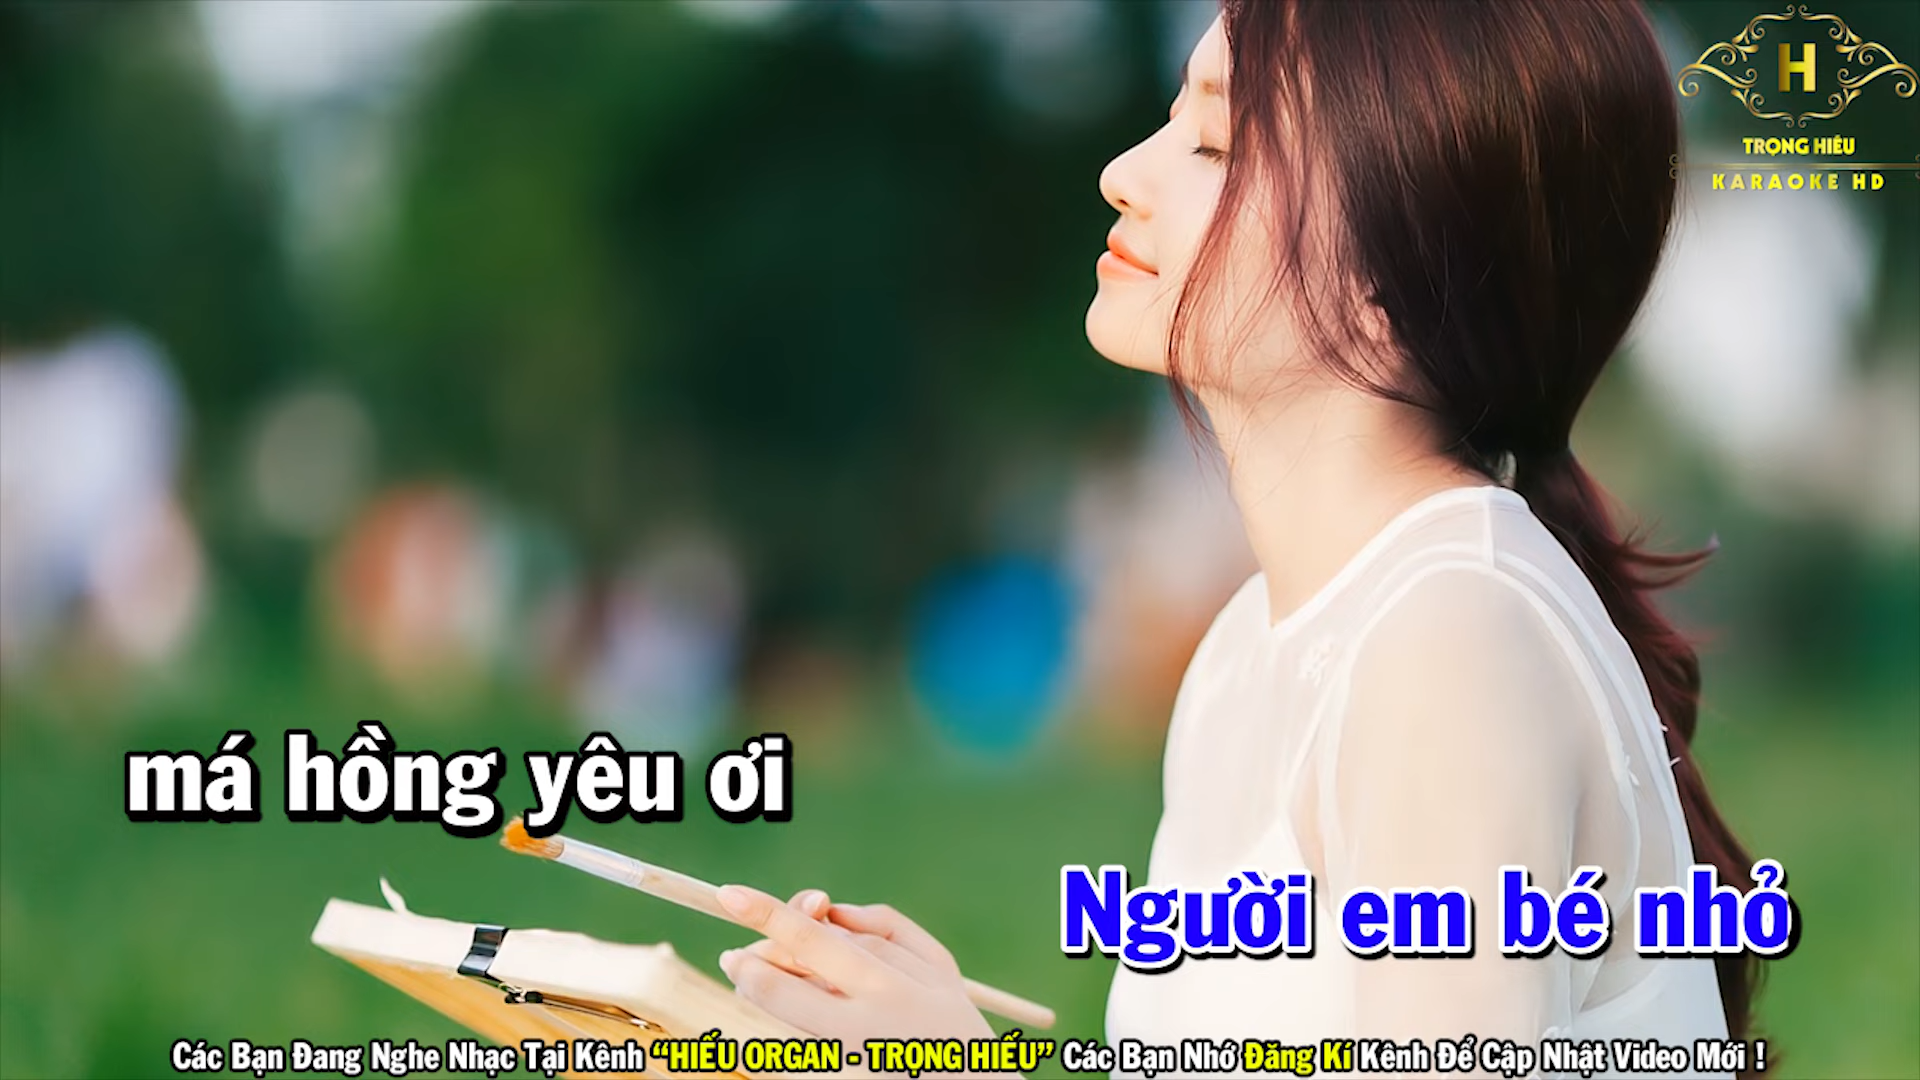 H
TRỌNG HIẾU
KARAOKE HD
má hồng yêu ơi
Người em bé nhỏ
Các Bạn Đang Nghe Nhạc Tại Kênh “HIẾU ORGAN - TRỌNG HIẾU” Các Bạn Nhớ Đăng Kí Kênh Để Cập Nhật Video Mới !